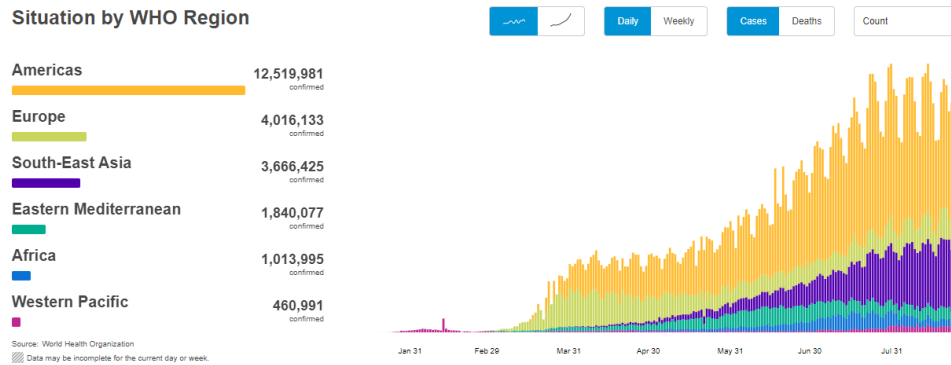 Situation by WHO Region
Daily Weekly Cases Deaths Count
Americas 12,519,981
confirmed
Europe 4,016,133
confirmed
South-East Asia 3,666,425
confirmed
Eastern Mediterranean 1,840,077
confirmed
Africa 1,013,995
confirmed
Western Pacific 460,991
confirmed
Source: World Health Organization
Data may be incomplete for the current day or week.
Jan 31 Feb 29 Mar 31 Apr 30 May 31 Jun 30 Jul 31